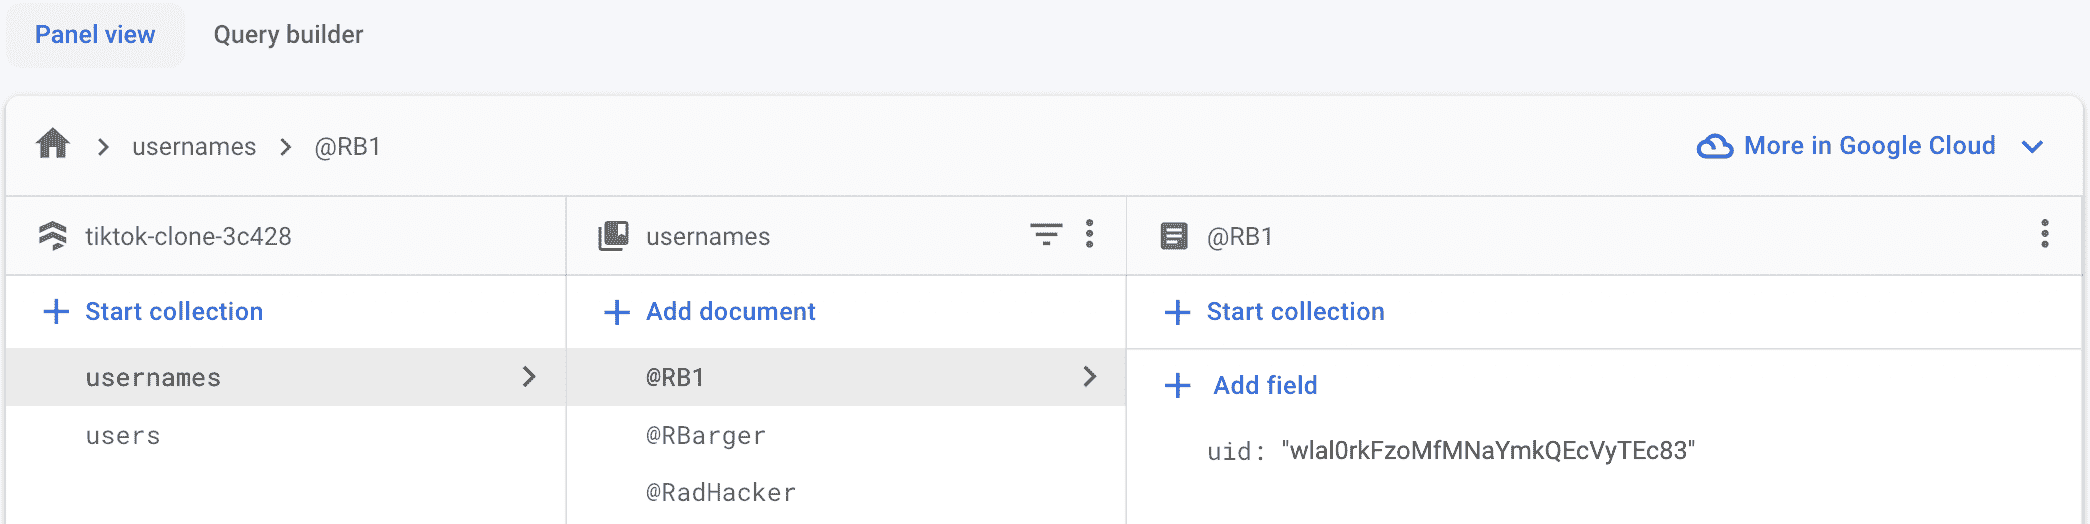 Panel view Query builder
usernames @RB1 More in Google Cloud
tiktok-clone-3c428 usernames @RB1
Start collection Add document Start collection
usernames @RB1 Add field
users @RBarger uid: "wlal0rkFzoMfMNaYmkQEcVyTEc83"
@RadHacker